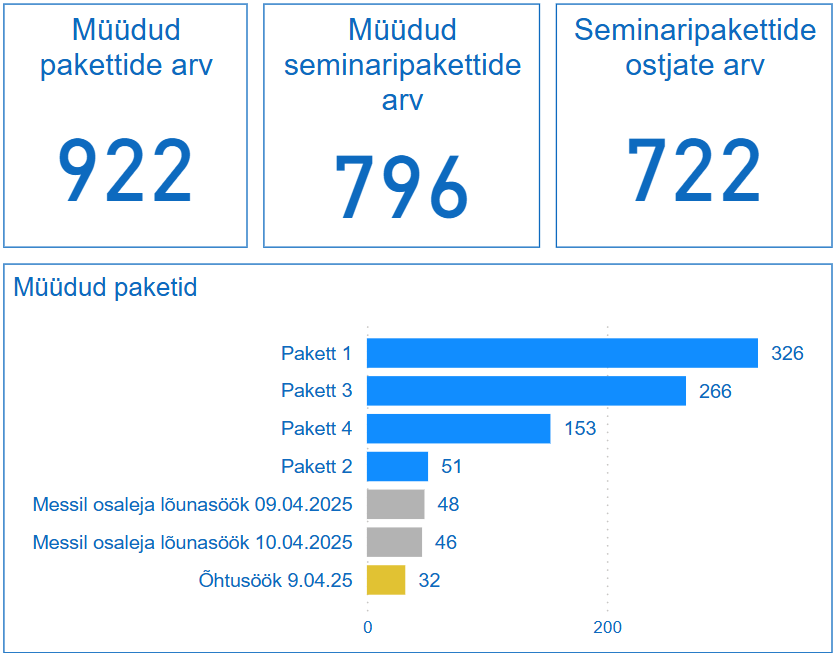 Müüdud
pakettide arv
922
Müüdud
seminaripakettide
arv
796
Seminaripakettide
ostjate arv
722
Müüdud paketid
Pakett 1 326
Pakett 3 266
Pakett 4 153
Pakett 2 51
Messil osaleja lõunasöök 09.04.2025 48
Messil osaleja lõunasöök 10.04.2025 46
Õhtusöök 9.04.25 32
0 200